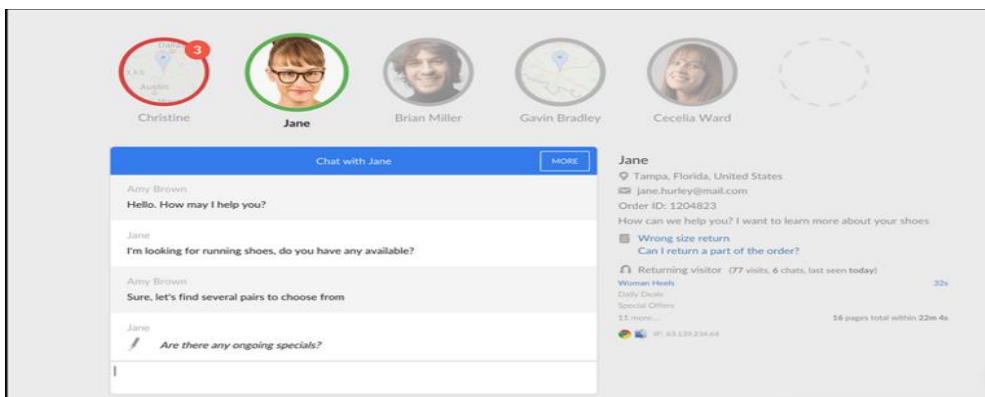 3
Dallas
Austin
Christine
Jane
Brian Miller
Gavin Bradley
Cecelia Ward
Chat with Jane
MORE
Amy Brown
Hello. How may I help you?
Jane
I'm looking for running shoes, do you have any available?
Amy Brown
Sure, let's find several pairs to choose from
Jane
Are there any ongoing specials?
Jane
Tampa, Florida, United States
jane.hurley@mail.com
Order ID: 1204823
How can we help you? I want to learn more about your shoes
Wrong size return
Can I return a part of the order?
Returning visitor (77 visits, 6 chats, last seen today)
Woman Heels 32s
Daily Deals
Special Offers
11 more... 16 pages total within 22m 4s
IP: 63.139.234.64